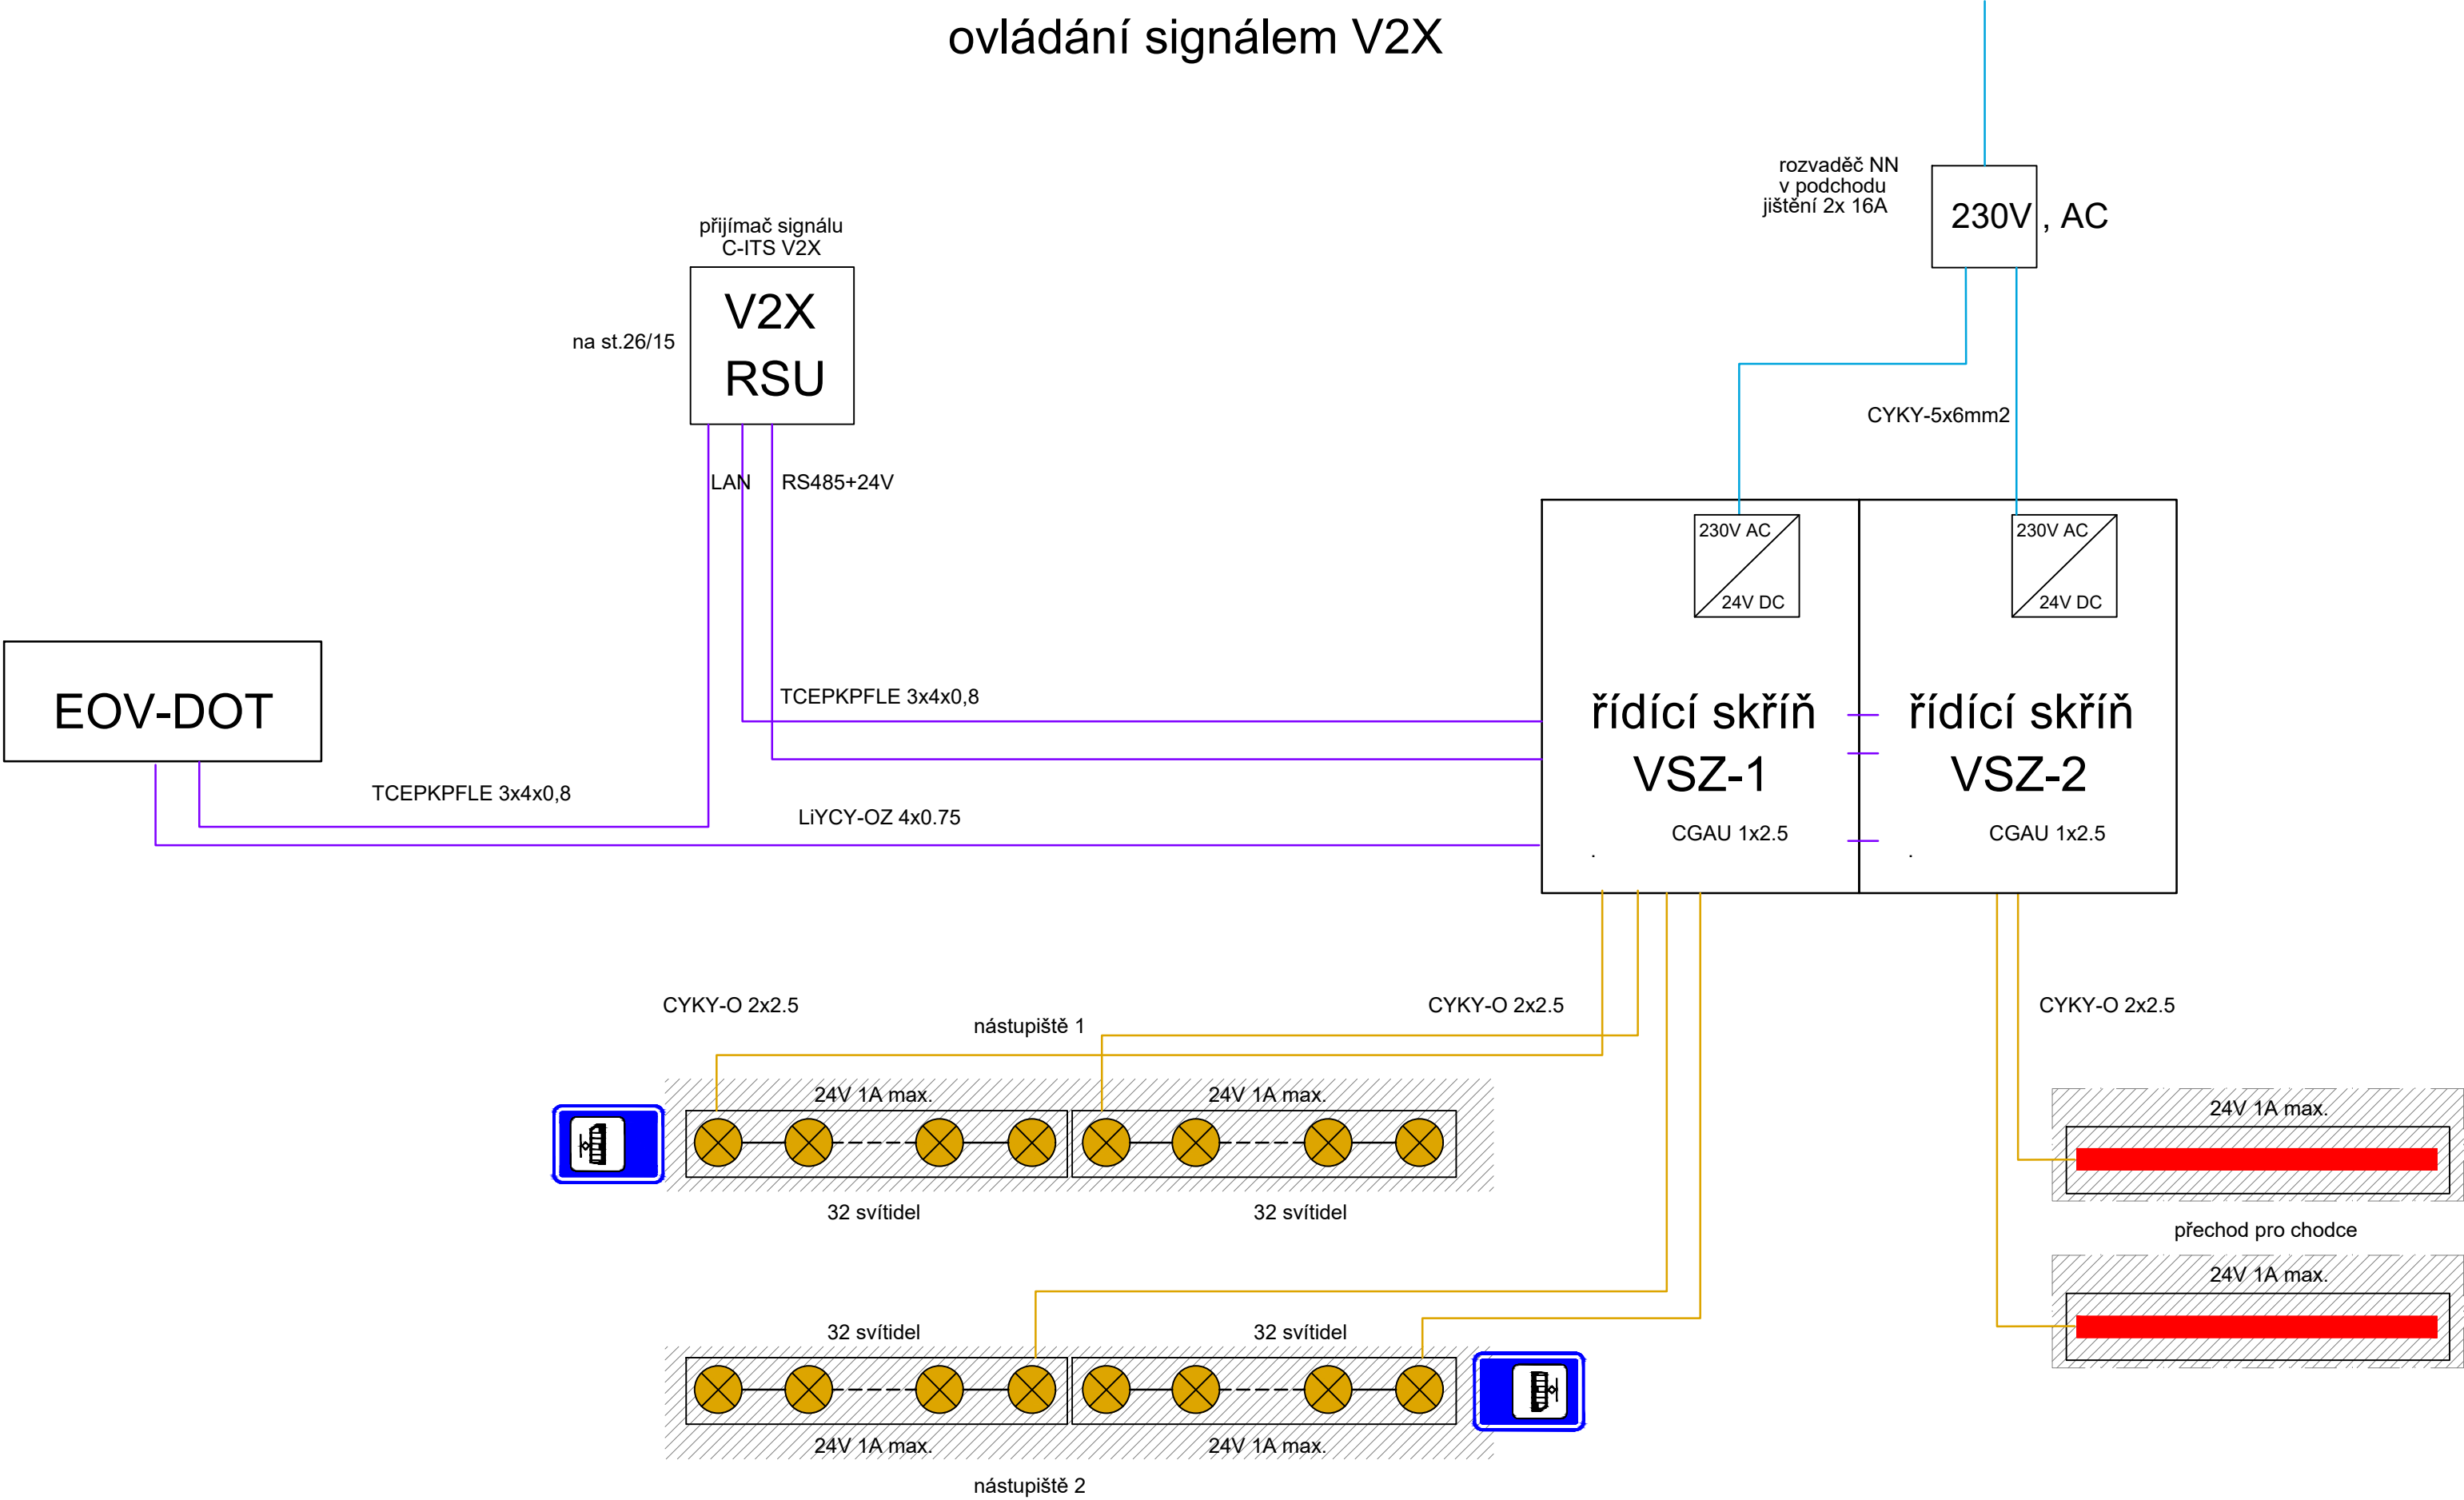 ovládání signálem V2X
rozvaděč NN
v podchodu
jištění 2x 16A
230V , AC
přijímač signálu
C-ITS V2X
V2X
RSU
na st.26/15
CYKY-5x6mm2
LAN
RS485+24V
230V AC
24V DC
230V AC
24V DC
EOV-DOT
TCEPKPFLE 3x4x0,8
řídící skříň
VSZ-1
CGAU 1x2.5
řídící skříň
VSZ-2
CGAU 1x2.5
TCEPKPFLE 3x4x0,8
LiYCY-OZ 4x0.75
CYKY-O 2x2.5
nástupiště 1
CYKY-O 2x2.5
CYKY-O 2x2.5
24V 1A max.
24V 1A max.
32 svítidel
32 svítidel
24V 1A max.
přechod pro chodce
24V 1A max.
32 svítidel
32 svítidel
24V 1A max.
24V 1A max.
nástupiště 2